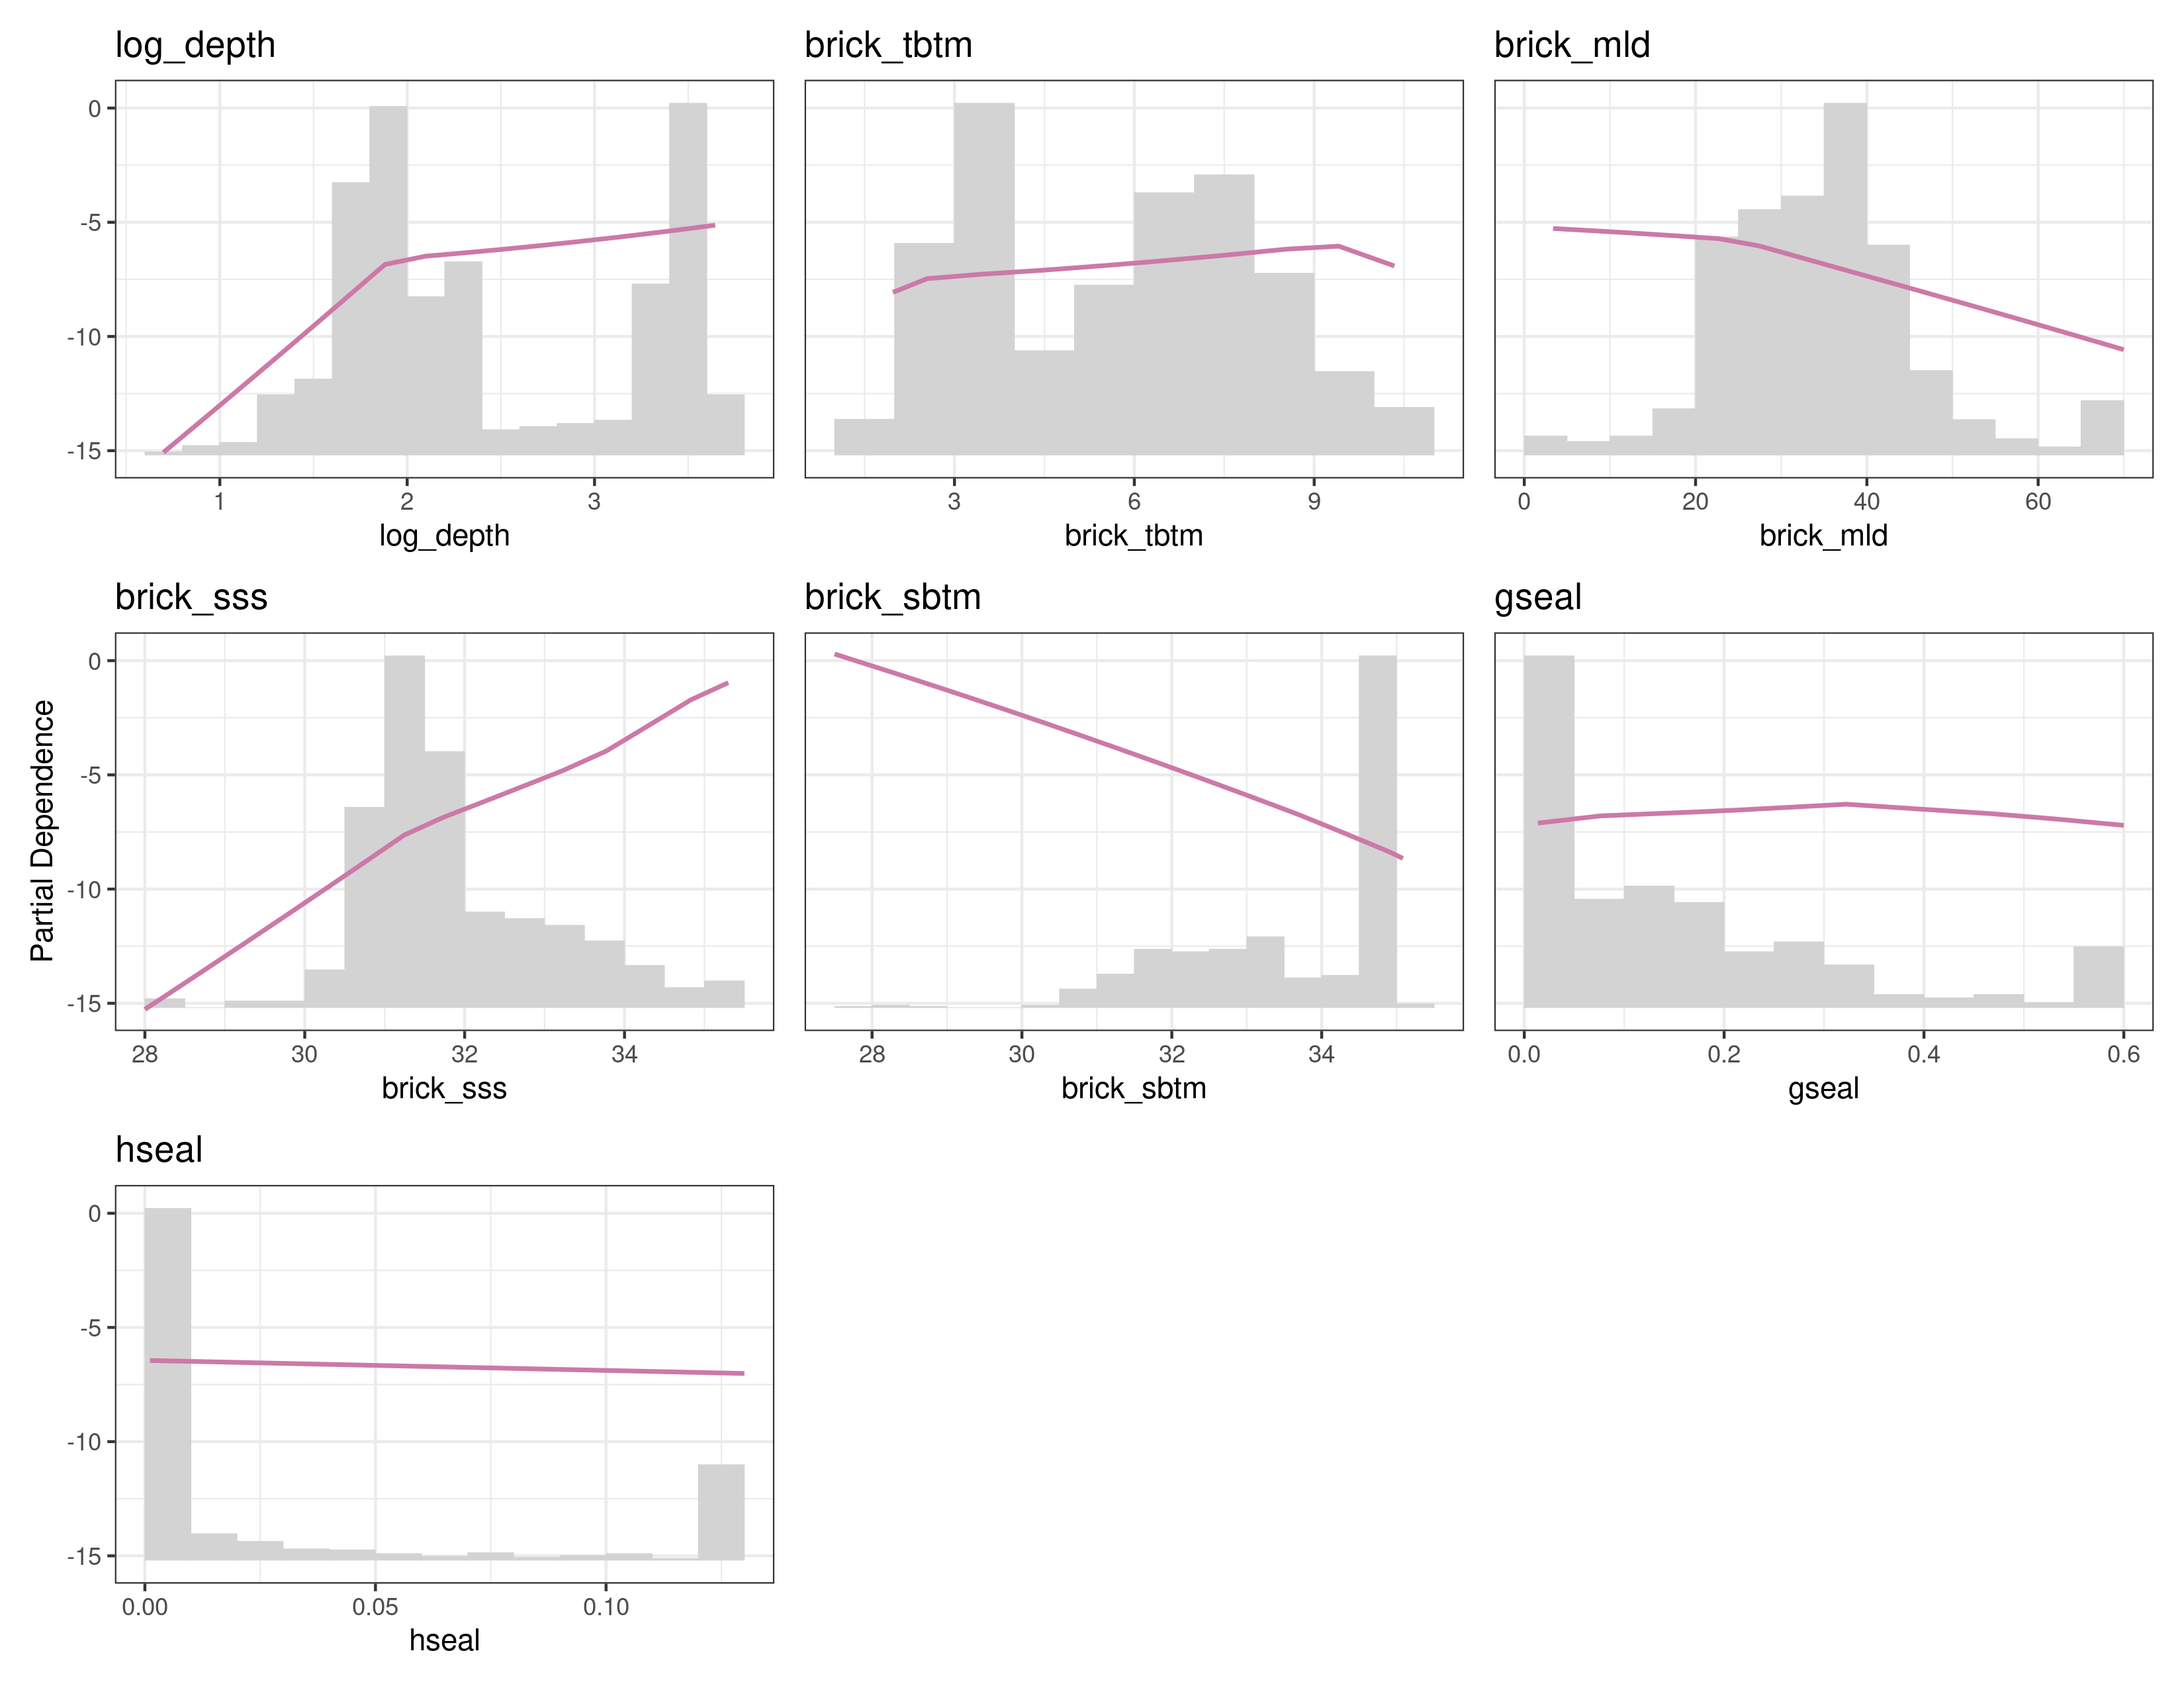 log_depth
brick_tbtm
brick_mld
0
-5
-10
-15
1 2 3
3 6 9
0 20 40 60
log_depth
brick_tbtm
brick_mld
brick_sss
brick_sbtm
gseal
Partial Dependence
0
-5
-10
-15
28 30 32 34
28 30 32 34
0.0 0.2 0.4 0.6
brick_sss
brick_sbtm
gseal
hseal
0
-5
-10
-15
0.00 0.05 0.10
hseal